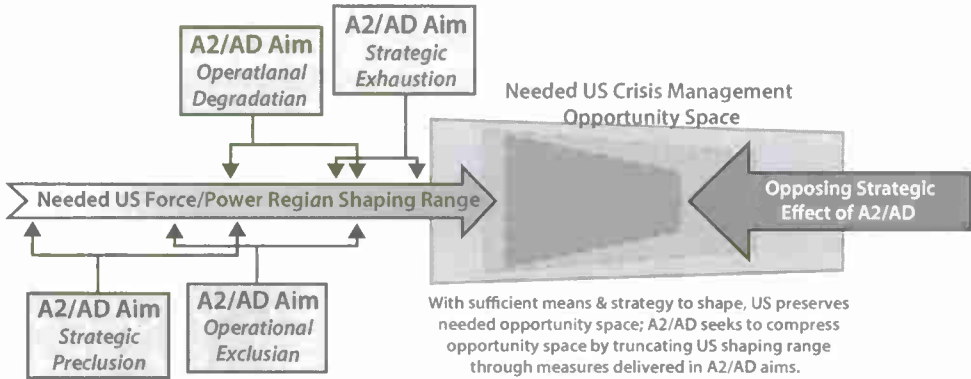 A2/AD Aim
Operatlanal
Degradation
A2/AD Aim
Strategic
Exhaustion
Needed US Crisis Management
Opportunity Space
Needed US Force/Power Regian Shaping Range
Opposing Strategic
Effect of A2/AD
A2/AD Aim
Strategic
Preclusion
A2/AD Aim
Operational
Exclusian
With sufficient means & strategy to shape, US preserves
needed opportunity space; A2/AD seeks to compress
opportunity space by truncating US shaping range
through measures delivered in A2/AD aims.